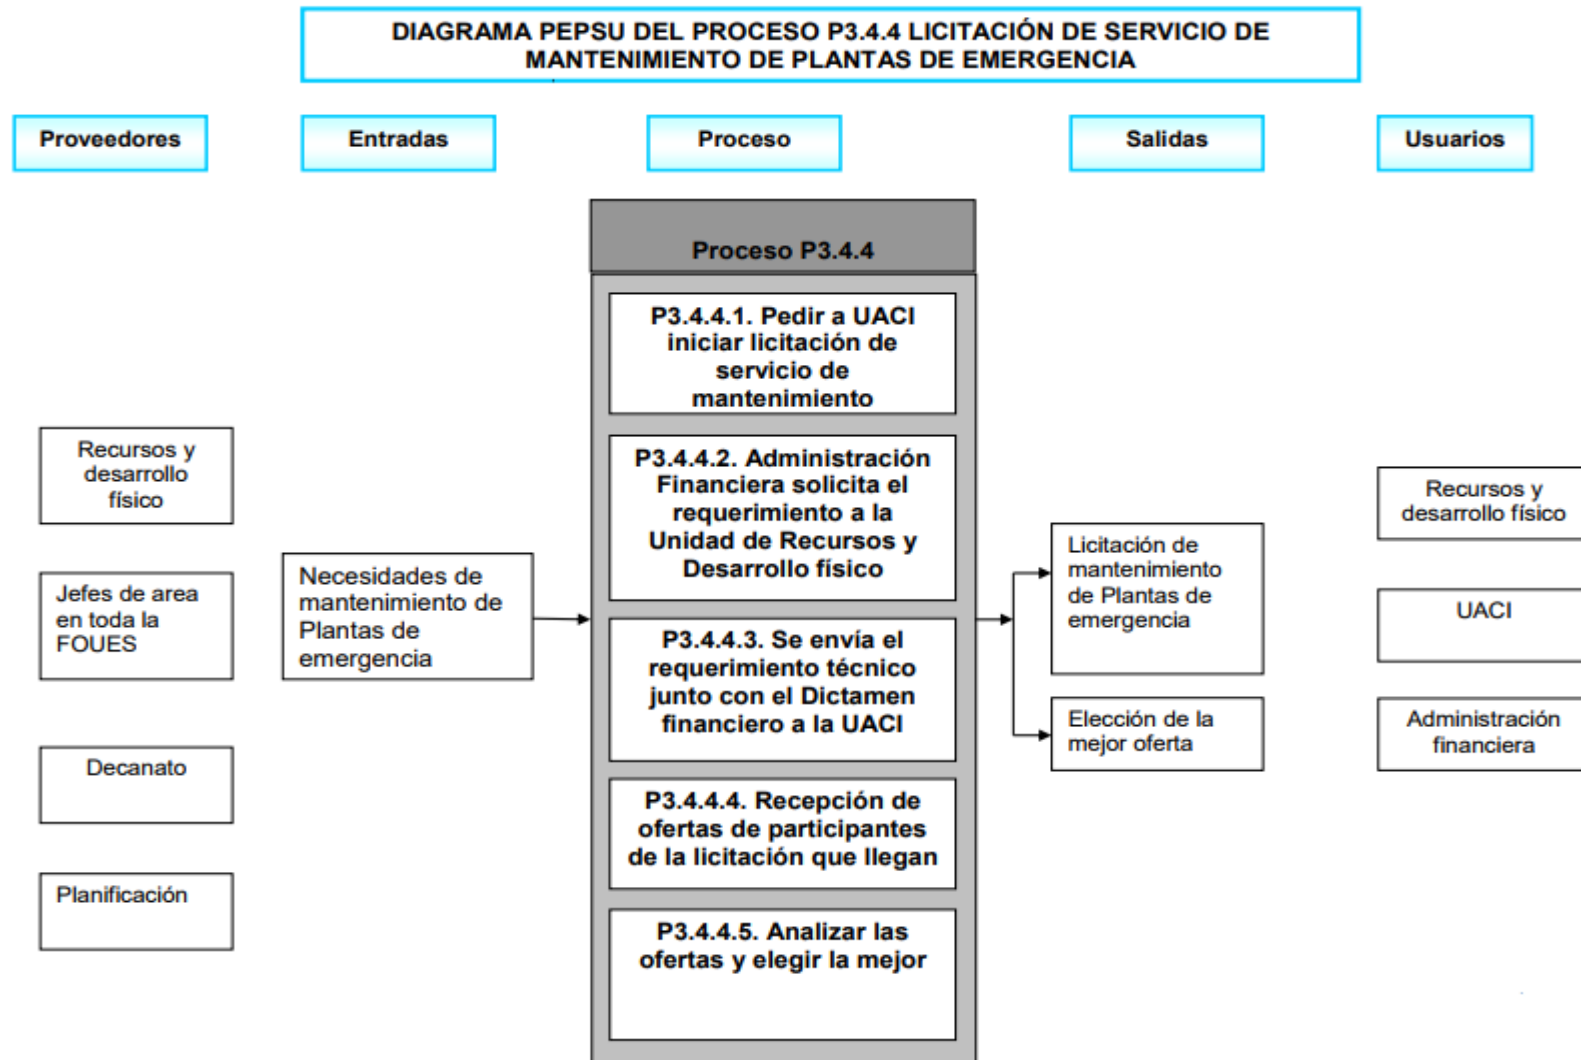 DIAGRAMA PEPSU DEL PROCESO P3.4.4 LICITACIÓN DE SERVICIO DE
MANTENIMIENTO DE PLANTAS DE EMERGENCIA
Proveedores
Entradas
Proceso
Salidas
Usuarios
Recursos y
desarrollo
físico
Jefes de area
en toda la
FOUES
Decanato
Planificación
Necesidades de
mantenimiento de
Plantas de
emergencia
Proceso P3.4.4
P3.4.4.1. Pedir a UACI
iniciar licitación de
servicio de
mantenimiento
P3.4.4.2. Administración
Financiera solicita el
requerimiento a la
Unidad de Recursos y
Desarrollo físico
P3.4.4.3. Se envía el
requerimiento técnico
junto con el Dictamen
financiero a la UACI
P3.4.4.4. Recepción de
ofertas de participantes
de la licitación que llegan
P3.4.4.5. Analizar las
ofertas y elegir la mejor
Licitación de
mantenimiento
de Plantas de
emergencia
Elección de la
mejor oferta
Recursos y
desarrollo físico
UACI
Administración
financiera